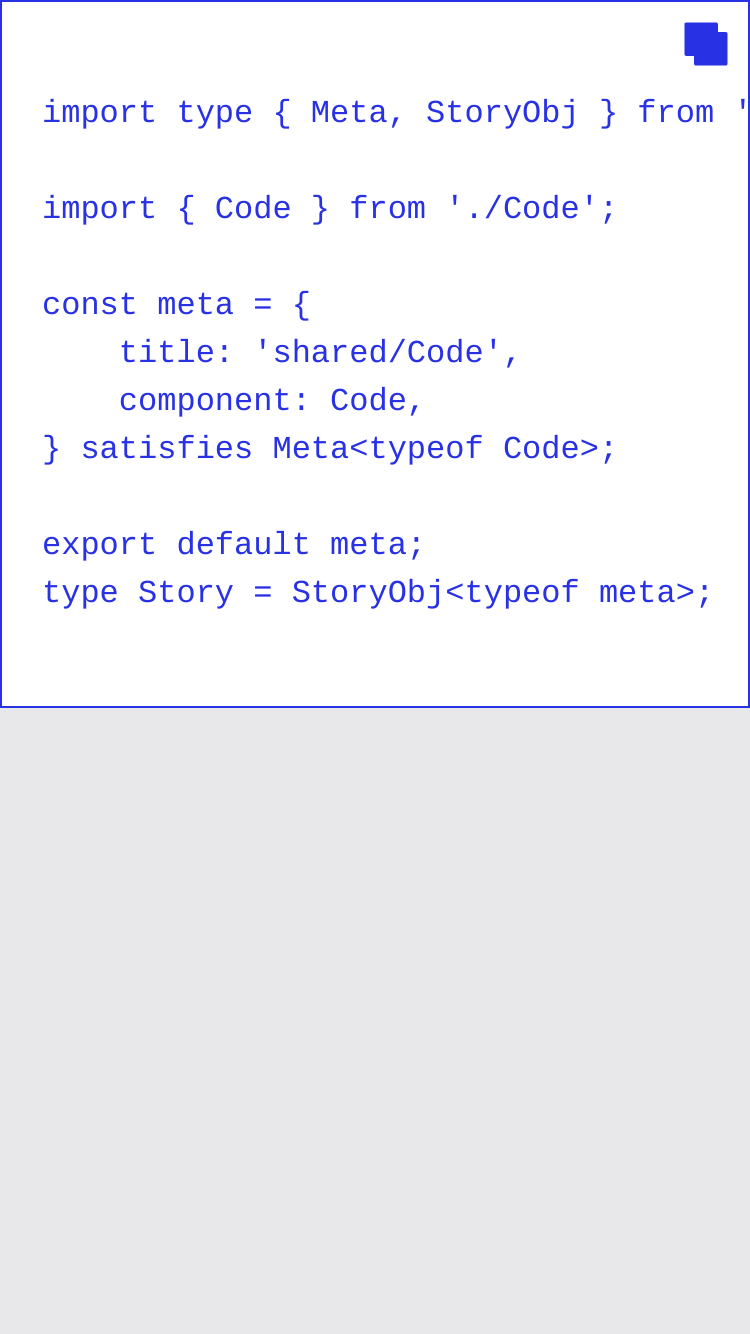 import type { Meta, StoryObj } from '
import { Code } from './Code';
const meta = {
    title: 'shared/Code',
    component: Code,
} satisfies Meta<typeof Code>;
export default meta;
type Story = StoryObj<typeof meta>;